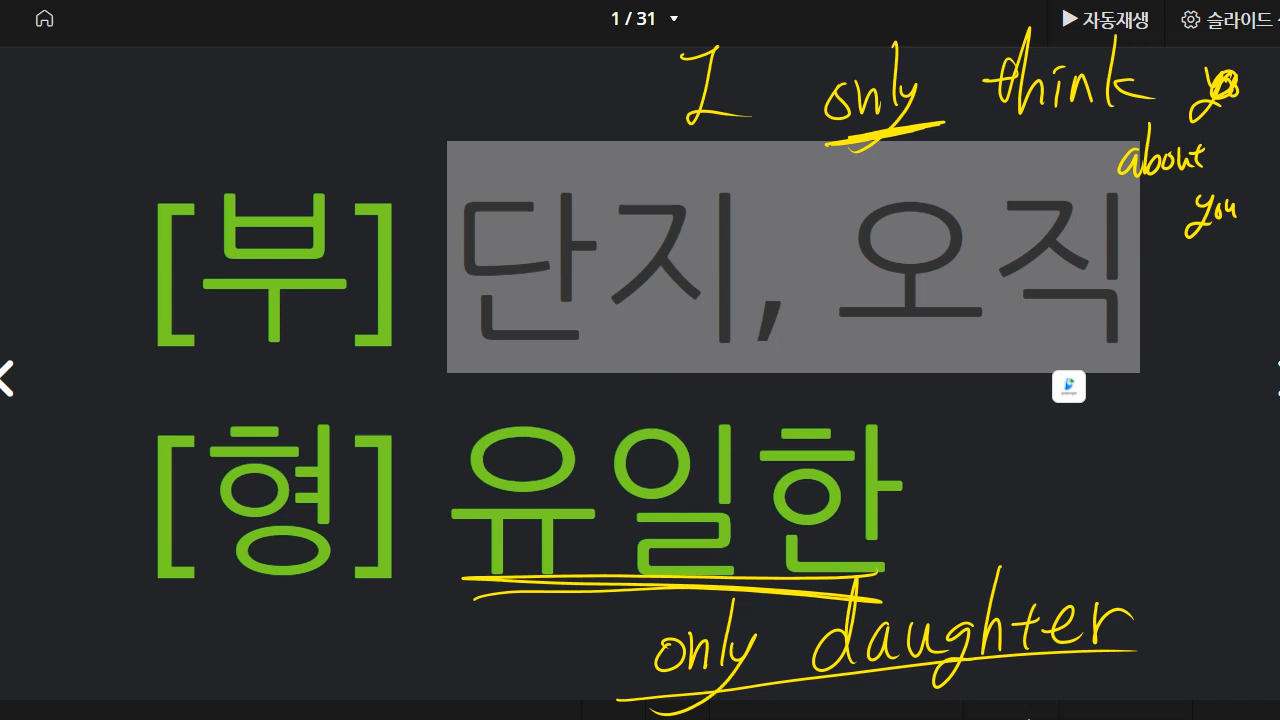 1 / 31 ▼
▶ 자동재생
슬라이드
I only think
about
you
[부] 단지, 오직
[형] 유일한
only daughter